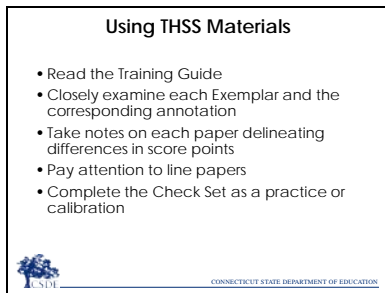 Using THSS Materials
• Read the Training Guide
• Closely examine each Exemplar and the
corresponding annotation
• Take notes on each paper delineating
differences in score points
• Pay attention to line papers
• Complete the Check Set as a practice or
calibration
CSDE
CONNECTICUT STATE DEPARTMENT OF EDUCATION